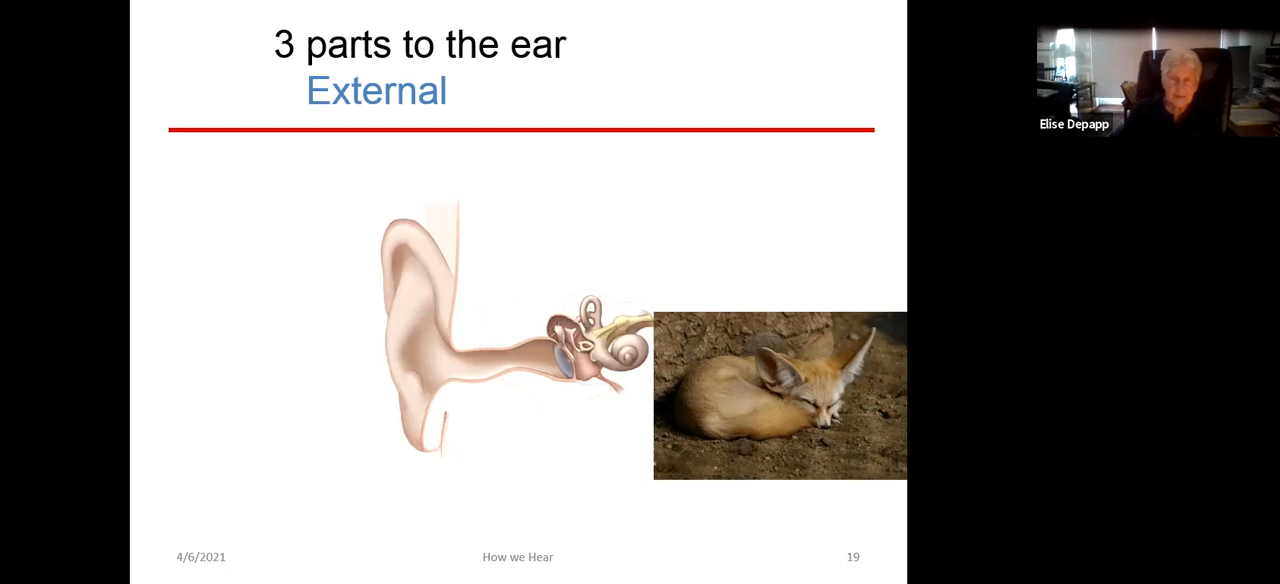 3 parts to the ear
External
Elise Depapp
4/6/2021
How we Hear
19